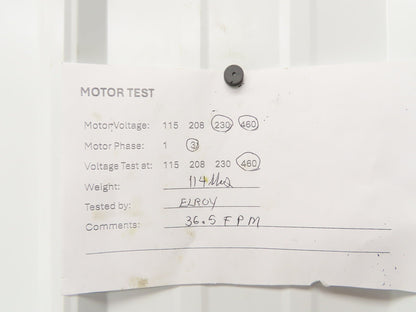 MOTOR TEST
Motor Voltage: 115 208 230 460
Motor Phase: 1 3
Voltage Test at: 115 208 230 460
Weight: 114
Tested by: ELROY
Comments: 36.5 FPM